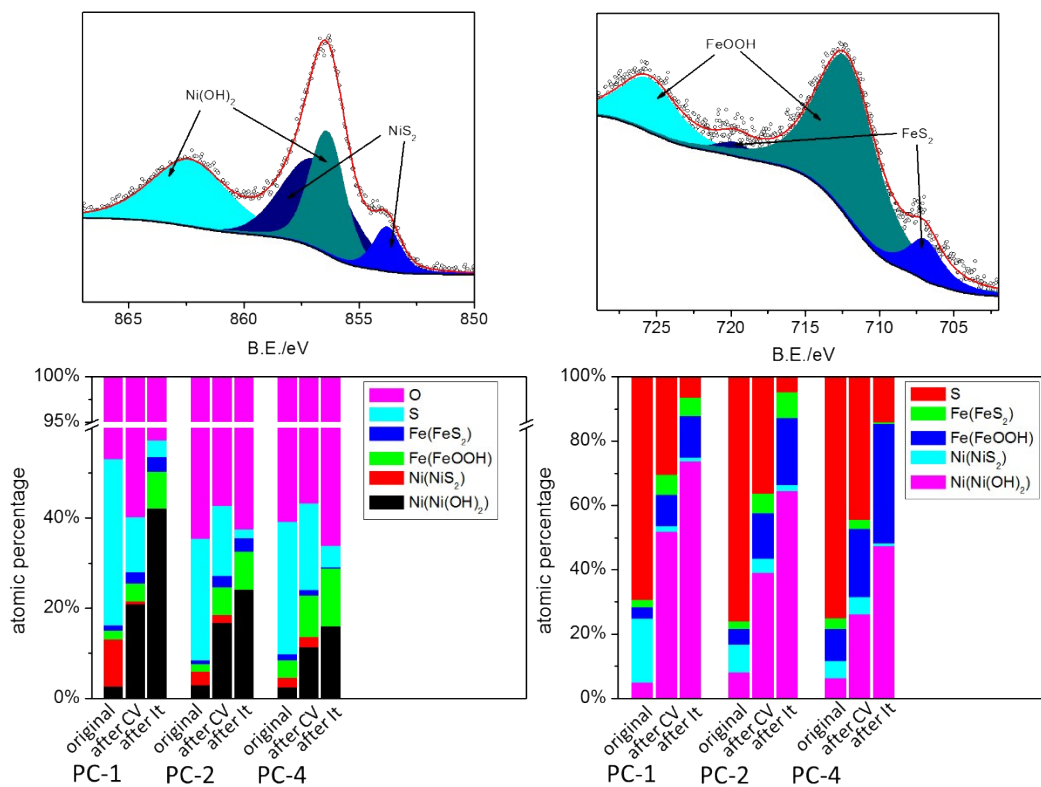 Ni(OH)2
NiS2
865
860
855
850
B.E./eV
FeOOH
FeS2
725
720
715
710
705
B.E./eV
100%
95%
40%
20%
0%
atomic percentage
O
S
Fe(FeS2)
Fe(FeOOH)
Ni(NiS2)
Ni(Ni(OH)2)
original
after CV
after It
original
after CV
after It
original
after CV
after It
PC-1
PC-2
PC-4
100%
80%
60%
40%
20%
0%
atomic percentage
S
Fe(FeS2)
Fe(FeOOH)
Ni(NiS2)
Ni(Ni(OH)2)
original
after CV
after It
original
after CV
after It
original
after CV
after It
PC-1
PC-2
PC-4